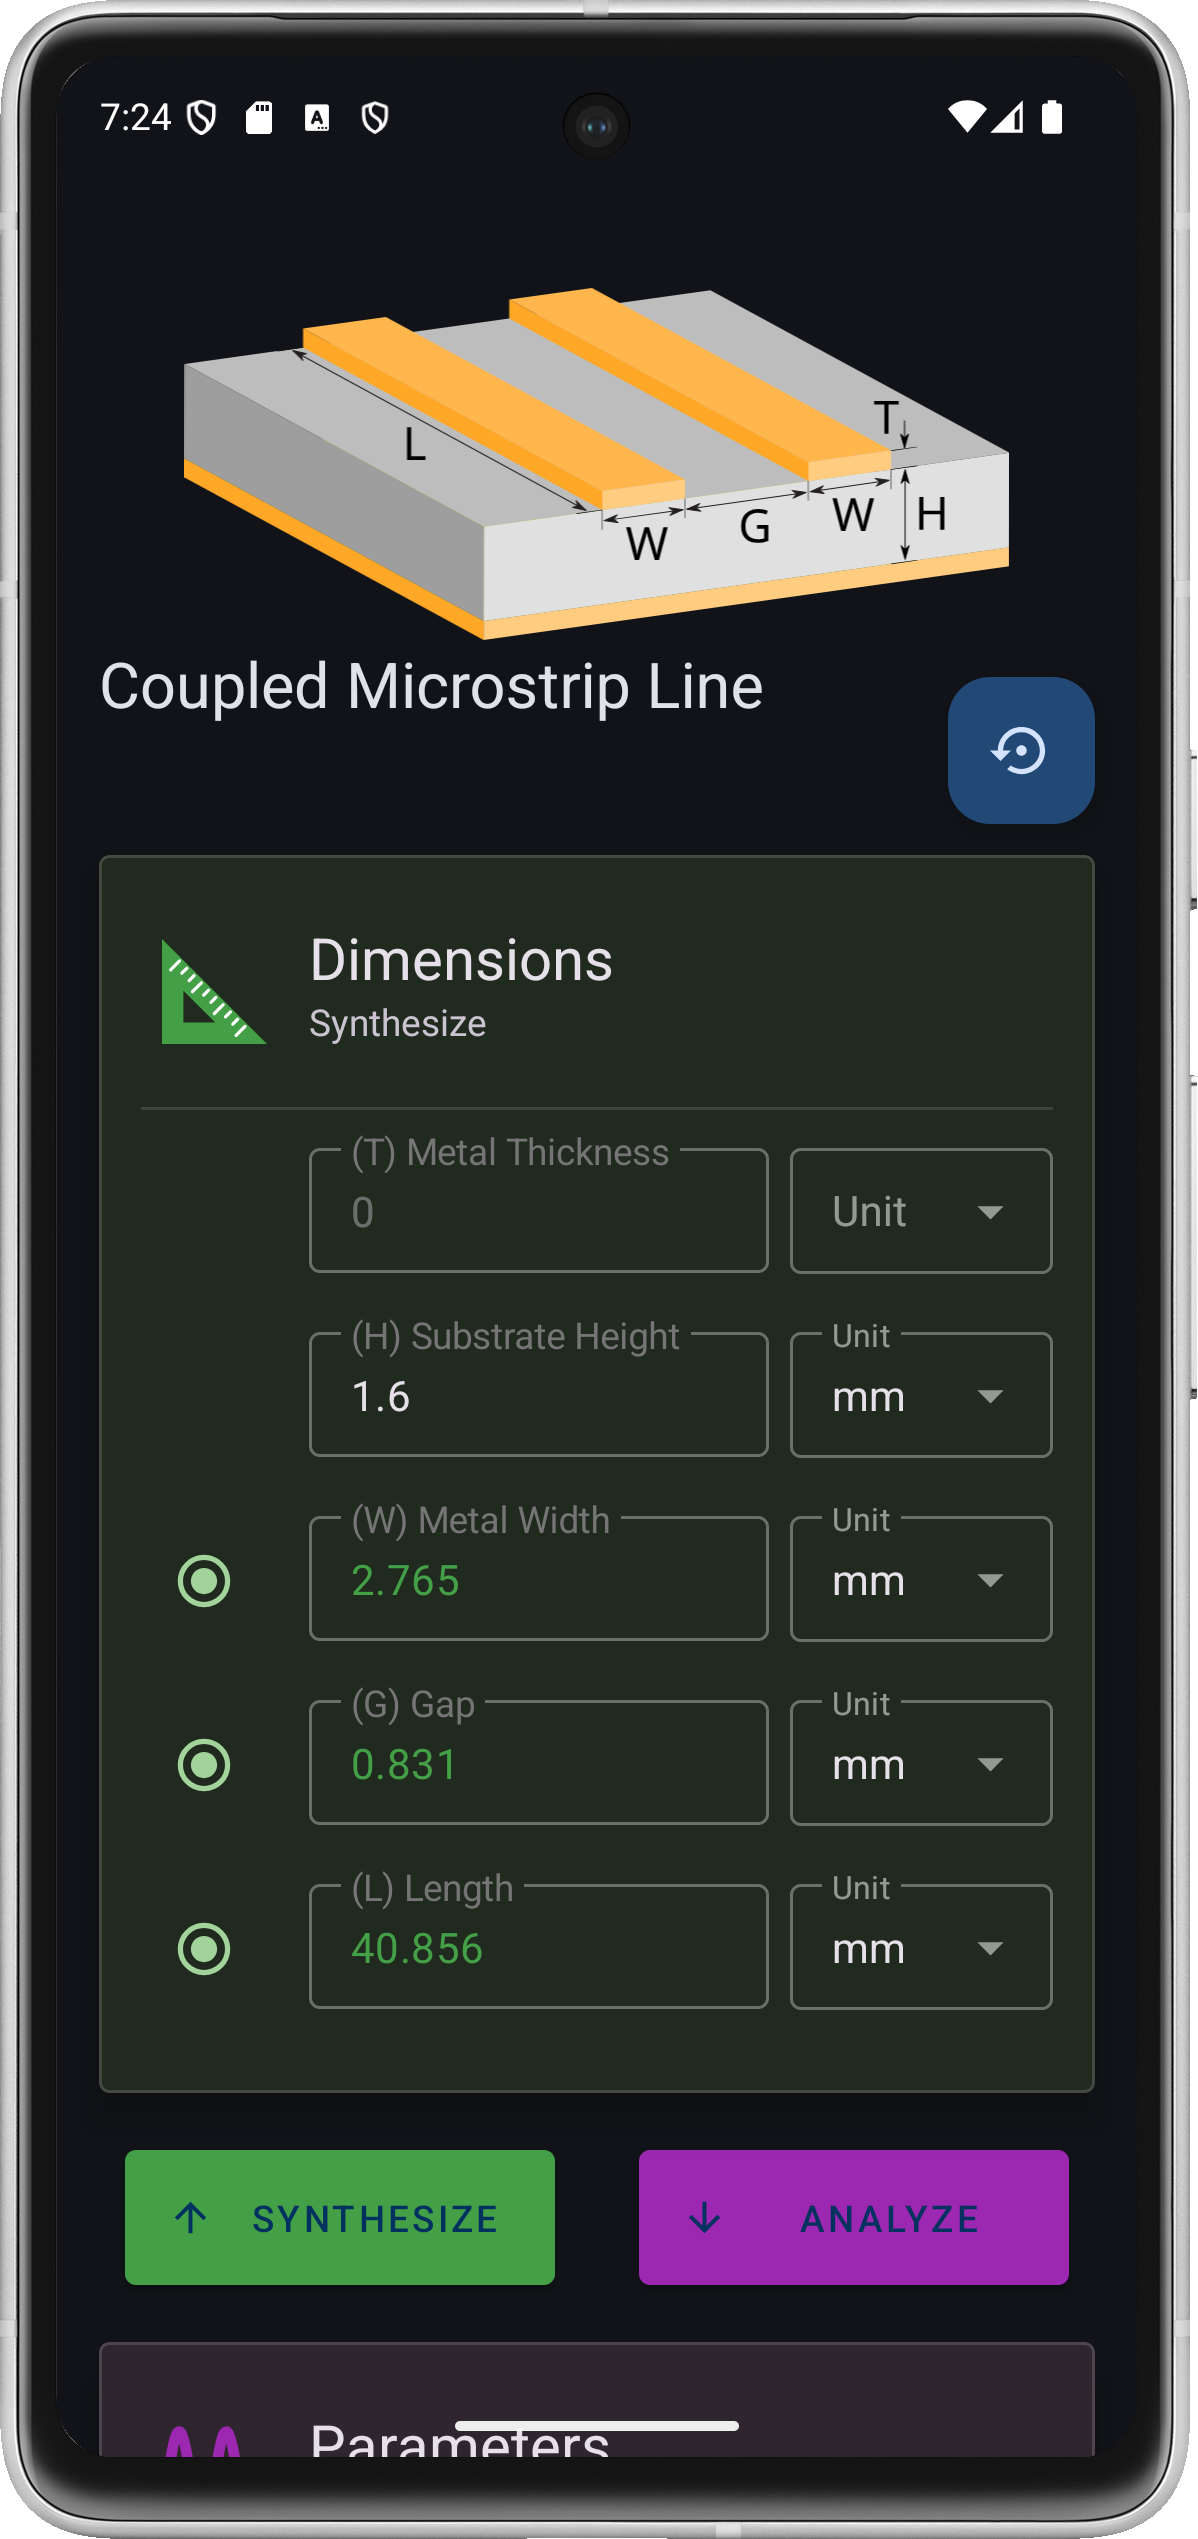 7:24
T
L
H
W
G
W
Coupled Microstrip Line
Dimensions
Synthesize
(T) Metal Thickness
0
Unit
(H) Substrate Height
1.6
Unit
mm
(W) Metal Width
2.765
Unit
mm
(G) Gap
0.831
Unit
mm
(L) Length
40.856
Unit
mm
SYNTHESIZE
ANALYZE
Parameters